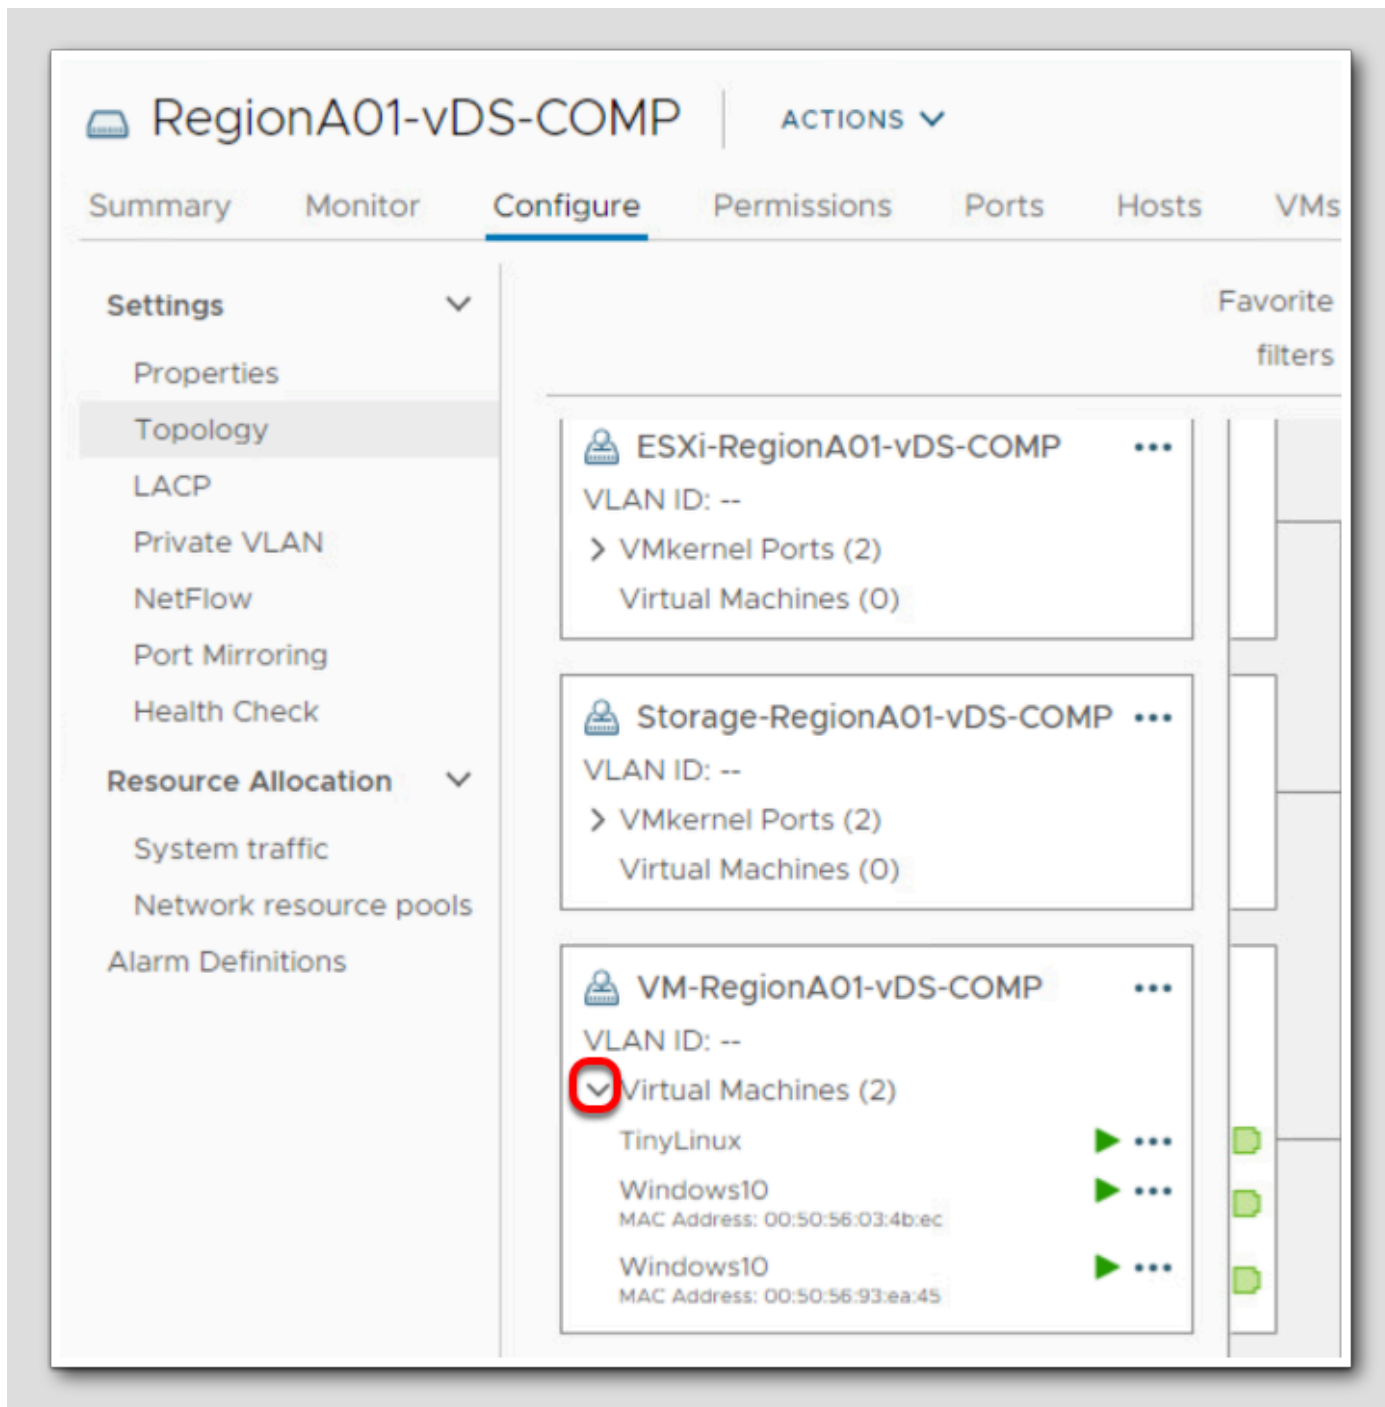 RegionA01-vDS-COMP
ACTIONS
Summary Monitor Configure Permissions Ports Hosts VMs
Settings
Properties
Topology
LACP
Private VLAN
NetFlow
Port Mirroring
Health Check
Resource Allocation
System traffic
Network resource pools
Alarm Definitions
Favorite
filters
ESXi-RegionA01-vDS-COMP
VLAN ID: --
VMkernel Ports (2)
Virtual Machines (0)
Storage-RegionA01-vDS-COMP
VLAN ID: --
VMkernel Ports (2)
Virtual Machines (0)
VM-RegionA01-vDS-COMP
VLAN ID: --
Virtual Machines (2)
TinyLinux
Windows10
MAC Address: 00:50:56:03:4b:ec
Windows10
MAC Address: 00:50:56:93:ea:45